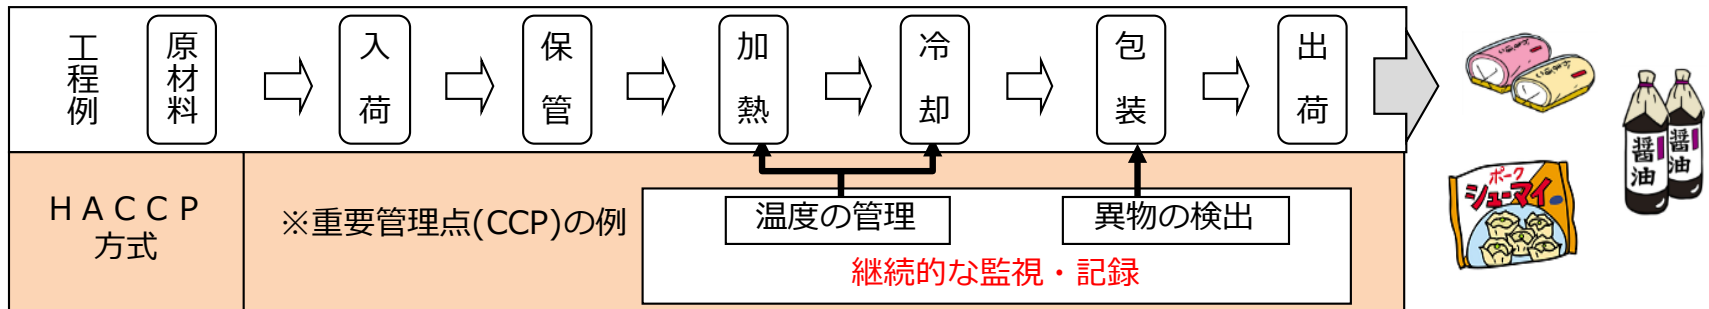 工程例
原材料
入荷
保管
加熱
冷却
包装
出荷
ＨＡＣＣＰ
方式
※重要管理点(CCP)の例
温度の管理
異物の検出
継続的な監視・記録
醤油
醤油
ポーク
シューマイ